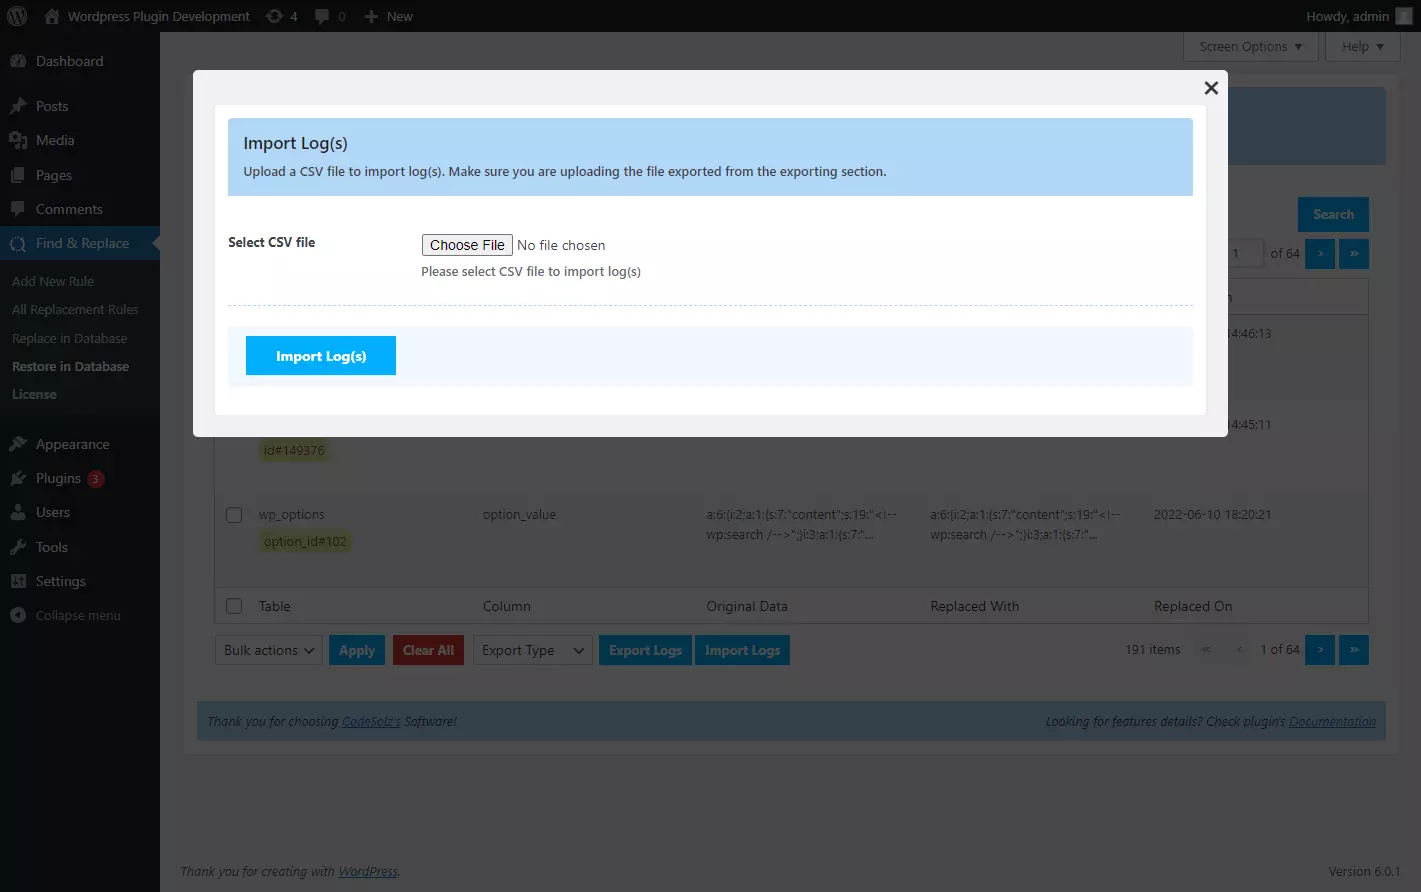 Wordpress Plugin Development 4 0 New Howdy, admin
Screen Options Help
Dashboard
Posts
Media
Pages
Comments
Find & Replace
Add New Rule
All Replacement Rules
Replace in Database
Restore in Database
License
Appearance
Plugins 3
Users
Tools
Settings
Collapse menu
Import Log(s)
Upload a CSV file to import log(s). Make sure you are uploading the file exported from the exporting section.
Select CSV file Choose File No file chosen
Please select CSV file to import log(s)
Import Log(s)
Search
1 of 64 › »
14:46:13
14:45:11
id#149376
wp_options option_value a:6:{i:2;a:1:{s:7:"content";s:19:"<!-- a:6:{i:2;a:1:{s:7:"content";s:19:"<!-- 2022-06-10 18:20:21
option_id#102 wp:search /-->";}i:3;a:1:{s:7:"... wp:search /-->";}i:3;a:1:{s:7:"...
Table Column Original Data Replaced With Replaced On
Bulk actions Apply Clear All Export Type Export Logs Import Logs 191 items « ‹ 1 of 64 › »
Thank you for choosing CodeSolz's Software! Looking for features details? Check plugin's Documentation
Thank you for creating with WordPress. Version 6.0.1